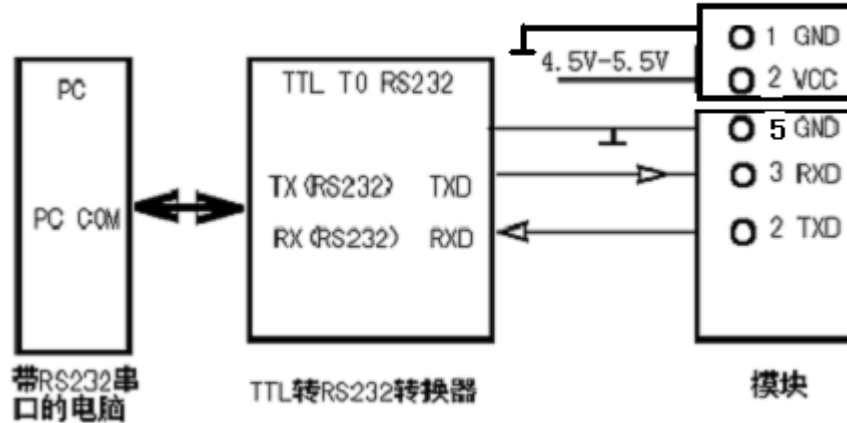 PC
PC COM
带RS232串
口的电脑
TTL TO RS232
TX(RS232) TXD
RX(RS232) RXD
TTL转RS232转换器
4.5V-5.5V
1 GND
2 VCC
5 GND
3 RXD
2 TXD
模块